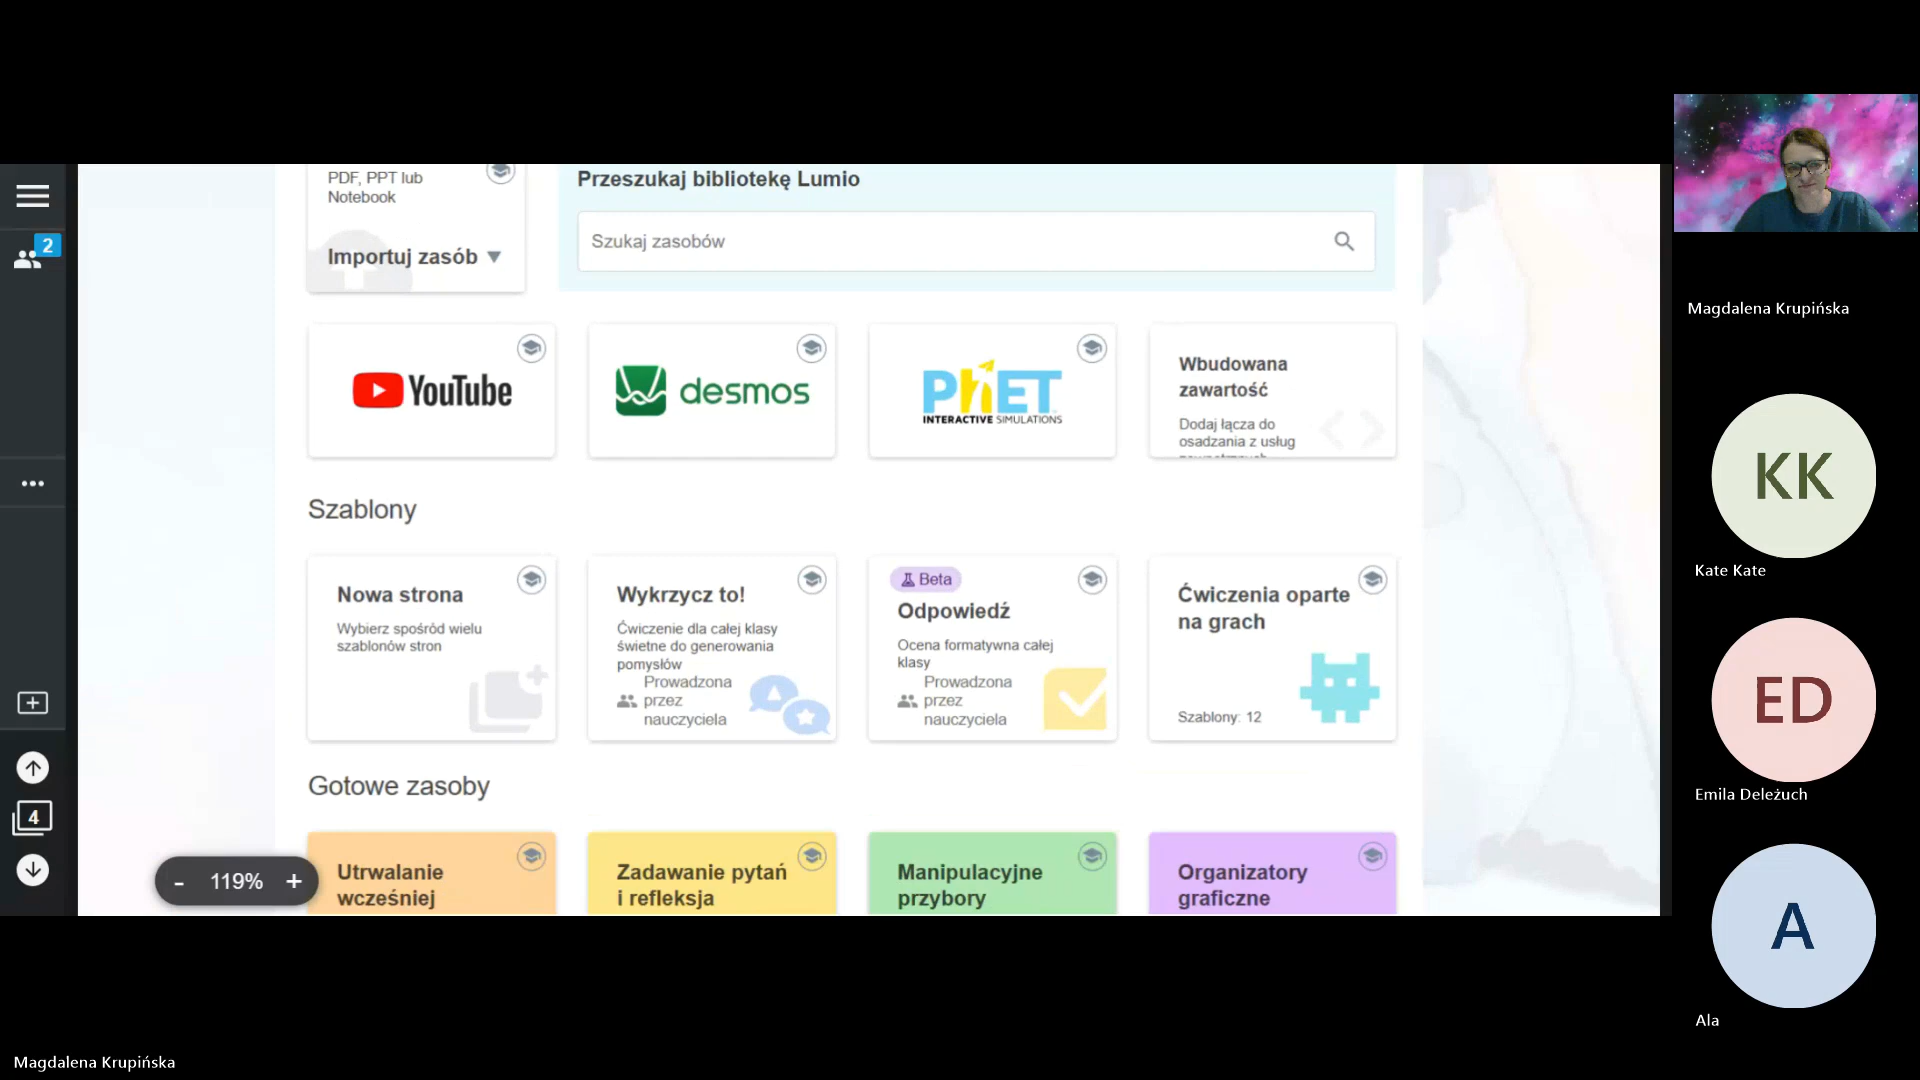 2
PDF, PPT lub
Notebook
Importuj zasób
Przeszukaj bibliotekę Lumio
Szukaj zasobów
YouTube
desmos
PhET
INTERACTIVE SIMULATIONS
Wbudowana
zawartość
Dodaj łącza do
osadzania z usług
Szablony
Nowa strona
Wybierz spośród wielu
szablonów stron
Wykrzycz to!
Ćwiczenie dla całej klasy
świetne do generowania
pomysłów
Prowadzona
przez
nauczyciela
Beta
Odpowiedź
Ocena formatywna całej
klasy
Prowadzona
przez
nauczyciela
Ćwiczenia oparte
na grach
Szablony: 12
Gotowe zasoby
Utrwalanie
wcześniej
Zadawanie pytań
i refleksja
Manipulacyjne
przybory
Organizatory
graficzne
4
- 119% +
Magdalena Krupińska
KK
Kate Kate
ED
Emila Deleżuch
A
Ala
Magdalena Krupińska